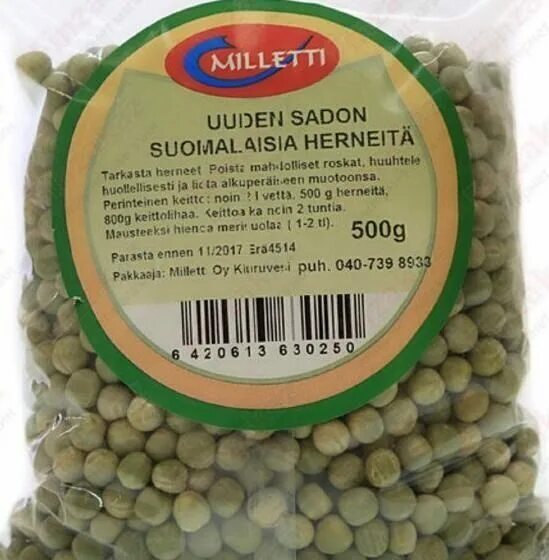 MILLETTI
UUDEN SADON
SUOMALAISIA HERNEITÄ
Tarkasta herneet. Poista mahdolliset roskat, huuhtele
huolellisesti ja liota alkuperäiseen muotoonsa.
Perinteinen keitto: noin 2 l vettä, 500 g herneitä,
800g keittolihaa. Keittoaika noin 2 tuntia.
Mausteeksi hienoa merisuolaa ( 1-2 tl).
500g
Parasta ennen 11/2017 Erä4514
Pakkaaja: Milletti Oy Kiuruvesi puh. 040-739 8933
6 420613 630250